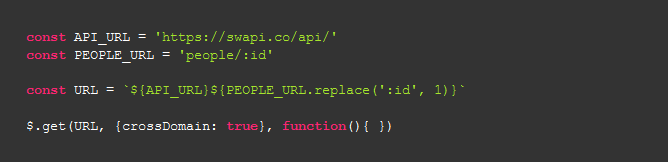 const API_URL = 'https://swapi.co/api/'
const PEOPLE_URL = 'people/:id'
const URL = `${API_URL}${PEOPLE_URL.replace(':id', 1)}`
$.get(URL, {crossDomain: true}, function(){ })